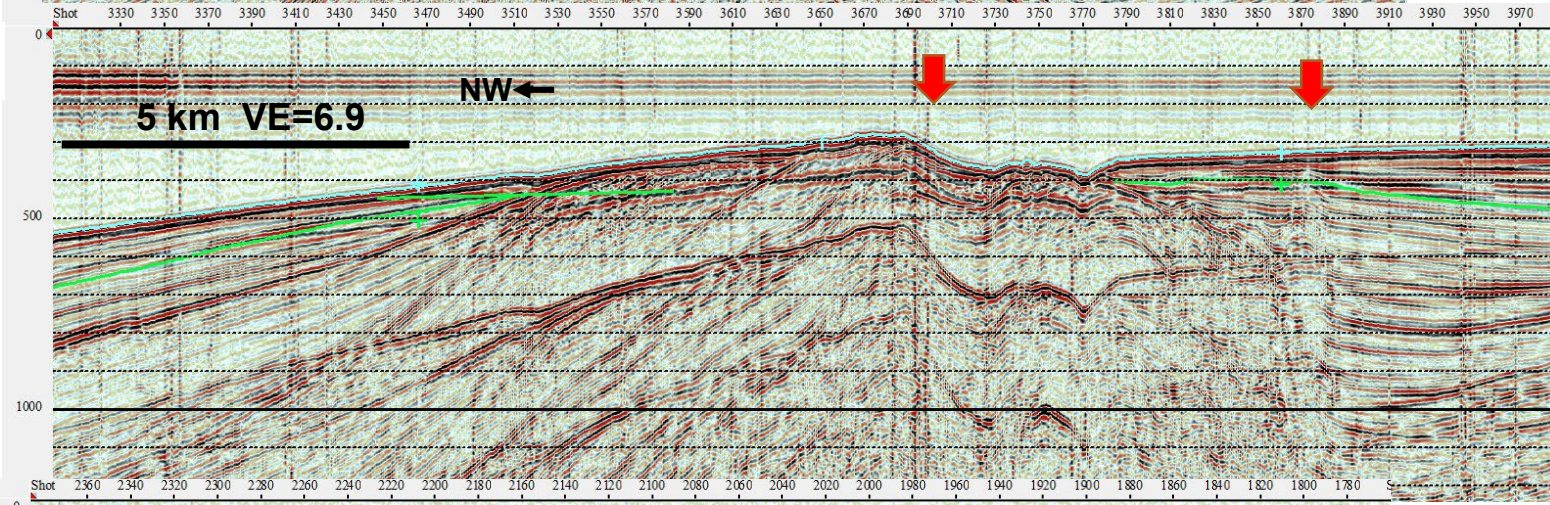 Shot 3330 3350 3370 3390 3410 3430 3450 3470 3490 3510 3530 3550 3570 3590 3610 3630 3650 3670 3690 3710 3730 3750 3770 3790 3810 3830 3850 3870 3890 3910 3930 3950 3970
0
NW
5 km VE=6.9
500
1000
Shot 2360 2340 2320 2300 2280 2260 2240 2220 2200 2180 2160 2140 2120 2100 2080 2060 2040 2020 2000 1980 1960 1940 1920 1900 1880 1860 1840 1820 1800 1780